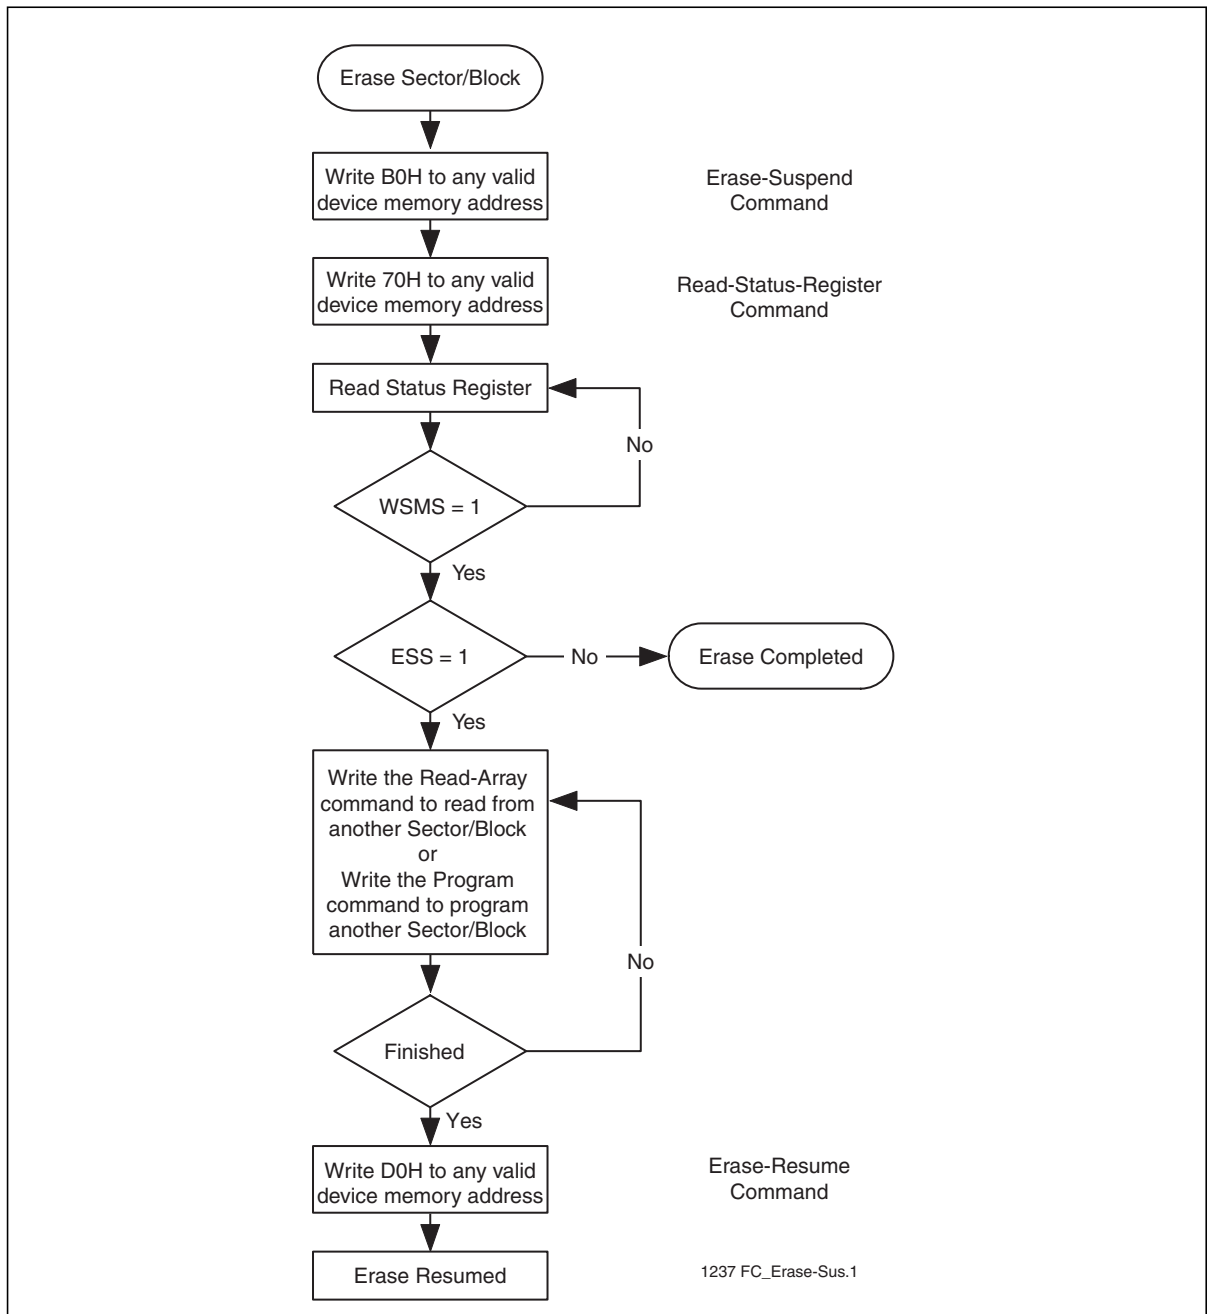 Erase Sector/Block
Write B0H to any valid
device memory address
Erase-Suspend
Command
Write 70H to any valid
device memory address
Read-Status-Register
Command
Read Status Register
No
WSMS = 1
Yes
ESS = 1
No
Erase Completed
Yes
Write the Read-Array
command to read from
another Sector/Block
or
Write the Program
command to program
another Sector/Block
No
Finished
Yes
Write D0H to any valid
device memory address
Erase-Resume
Command
Erase Resumed
1237 FC_Erase-Sus.1